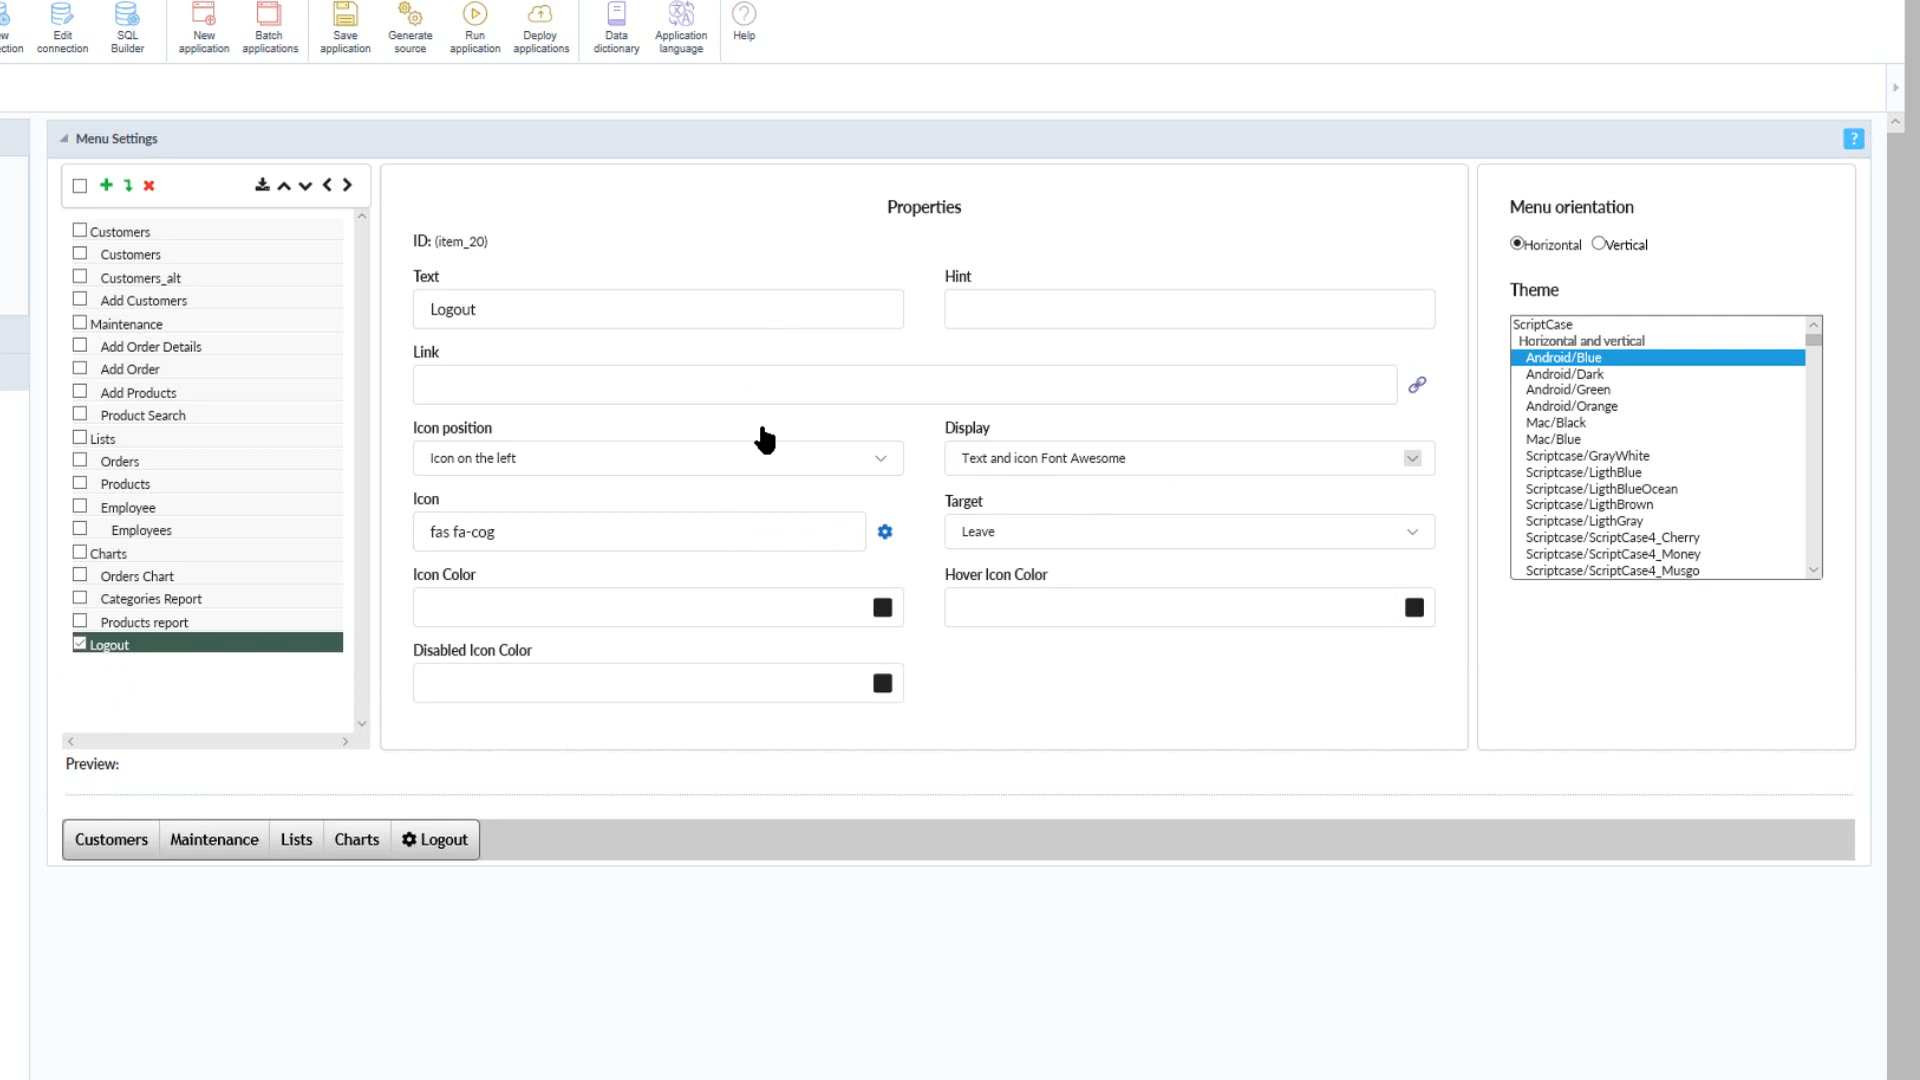 Edit connection
SQL Builder
New application
Batch applications
Save application
Generate source
Run application
Deploy applications
Data dictionary
Application language
Help
Menu Settings
?
Customers
Customers
Customers_alt
Add Customers
Maintenance
Add Order Details
Add Order
Add Products
Product Search
Lists
Orders
Products
Employee
Employees
Charts
Orders Chart
Categories Report
Products report
Logout
Properties
ID: (item_20)
Text
Hint
Logout
Link
Icon position
Display
Icon on the left
Text and icon Font Awesome
Icon
Target
fas fa-cog
Leave
Icon Color
Hover Icon Color
Disabled Icon Color
Menu orientation
Horizontal Vertical
Theme
ScriptCase
Horizontal and vertical
Android/Blue
Android/Dark
Android/Green
Android/Orange
Mac/Black
Mac/Blue
Scriptcase/GrayWhite
Scriptcase/LigthBlue
Scriptcase/LigthBlueOcean
Scriptcase/LigthBrown
Scriptcase/LigthGray
Scriptcase/ScriptCase4_Cherry
Scriptcase/ScriptCase4_Money
Scriptcase/ScriptCase4_Musgo
Preview:
Customers Maintenance Lists Charts Logout